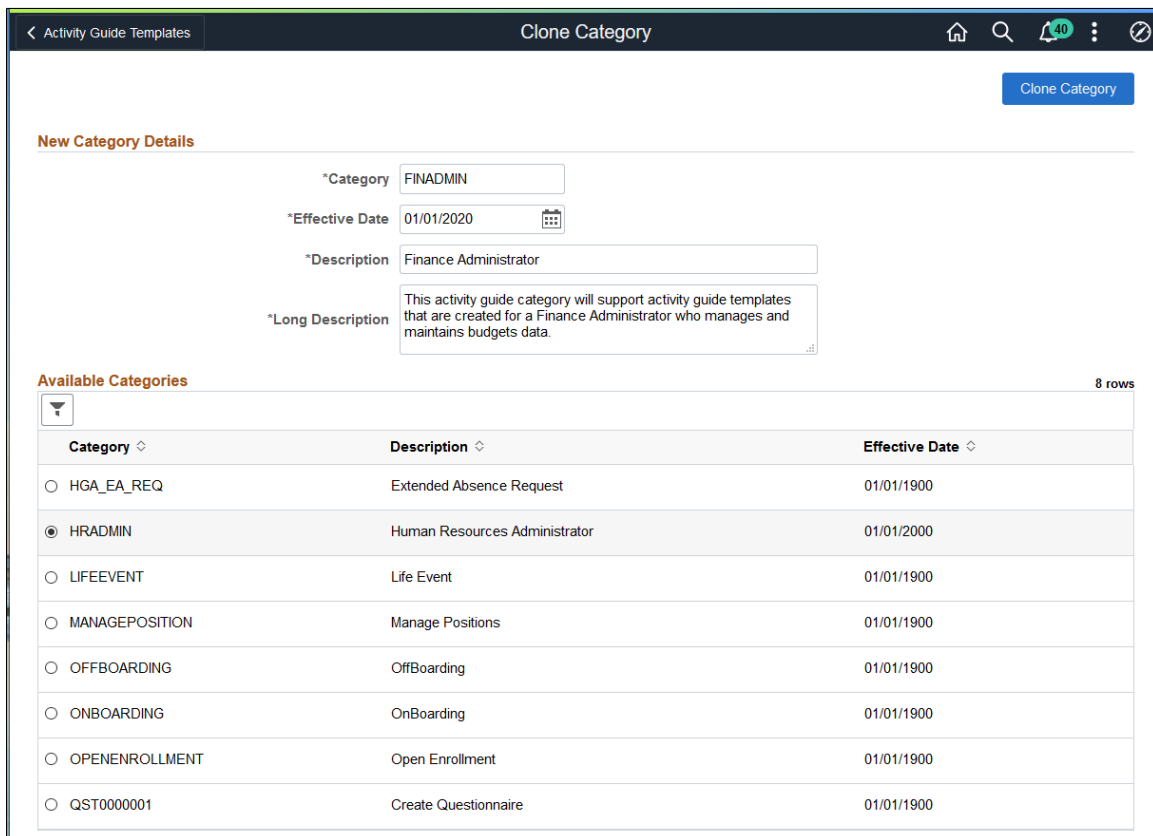 Activity Guide Templates
Clone Category
40
Clone Category
New Category Details
*Category FINADMIN
*Effective Date 01/01/2020
*Description Finance Administrator
*Long Description
This activity guide category will support activity guide templates
that are created for a Finance Administrator who manages and
maintains budgets data.
Available Categories 8 rows
Category Description Effective Date
HGA_EA_REQ Extended Absence Request 01/01/1900
HRADMIN Human Resources Administrator 01/01/2000
LIFEEVENT Life Event 01/01/1900
MANAGEPOSITION Manage Positions 01/01/1900
OFFBOARDING OffBoarding 01/01/1900
ONBOARDING OnBoarding 01/01/1900
OPENENROLLMENT Open Enrollment 01/01/1900
QST0000001 Create Questionnaire 01/01/1900